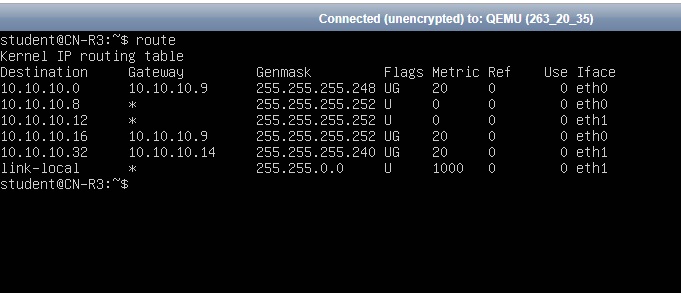 Connected (unencrypted) to: QEMU (263_20_35)
student@CN-R3:~$ route
Kernel IP routing table
Destination Gateway Genmask Flags Metric Ref Use Iface
10.10.10.0 10.10.10.9 255.255.255.248 UG 20 0 0 eth0
10.10.10.8 * 255.255.255.252 U 0 0 0 eth0
10.10.10.12 * 255.255.255.252 U 0 0 0 eth1
10.10.10.16 10.10.10.9 255.255.255.252 UG 20 0 0 eth0
10.10.10.32 10.10.10.14 255.255.255.240 UG 20 0 0 eth1
link-local * 255.255.0.0 U 1000 0 0 eth1
student@CN-R3:~$